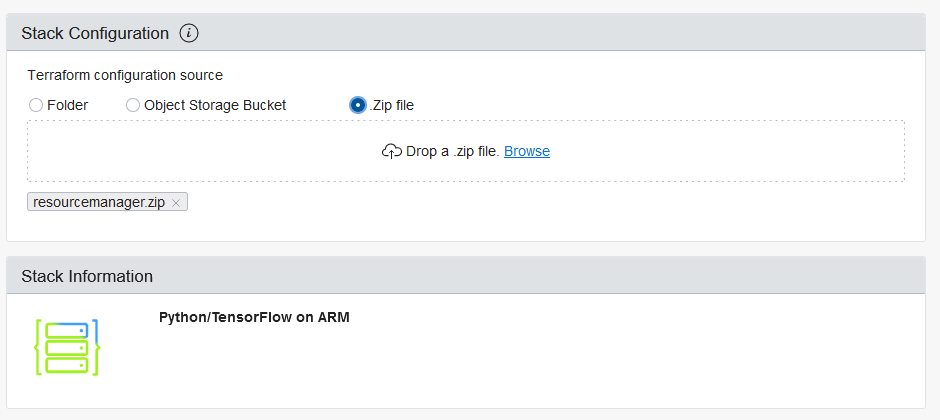 Stack Configuration
Terraform configuration source
Folder Object Storage Bucket .Zip file
Drop a .zip file. Browse
resourcemanager.zip
Stack Information
Python/TensorFlow on ARM